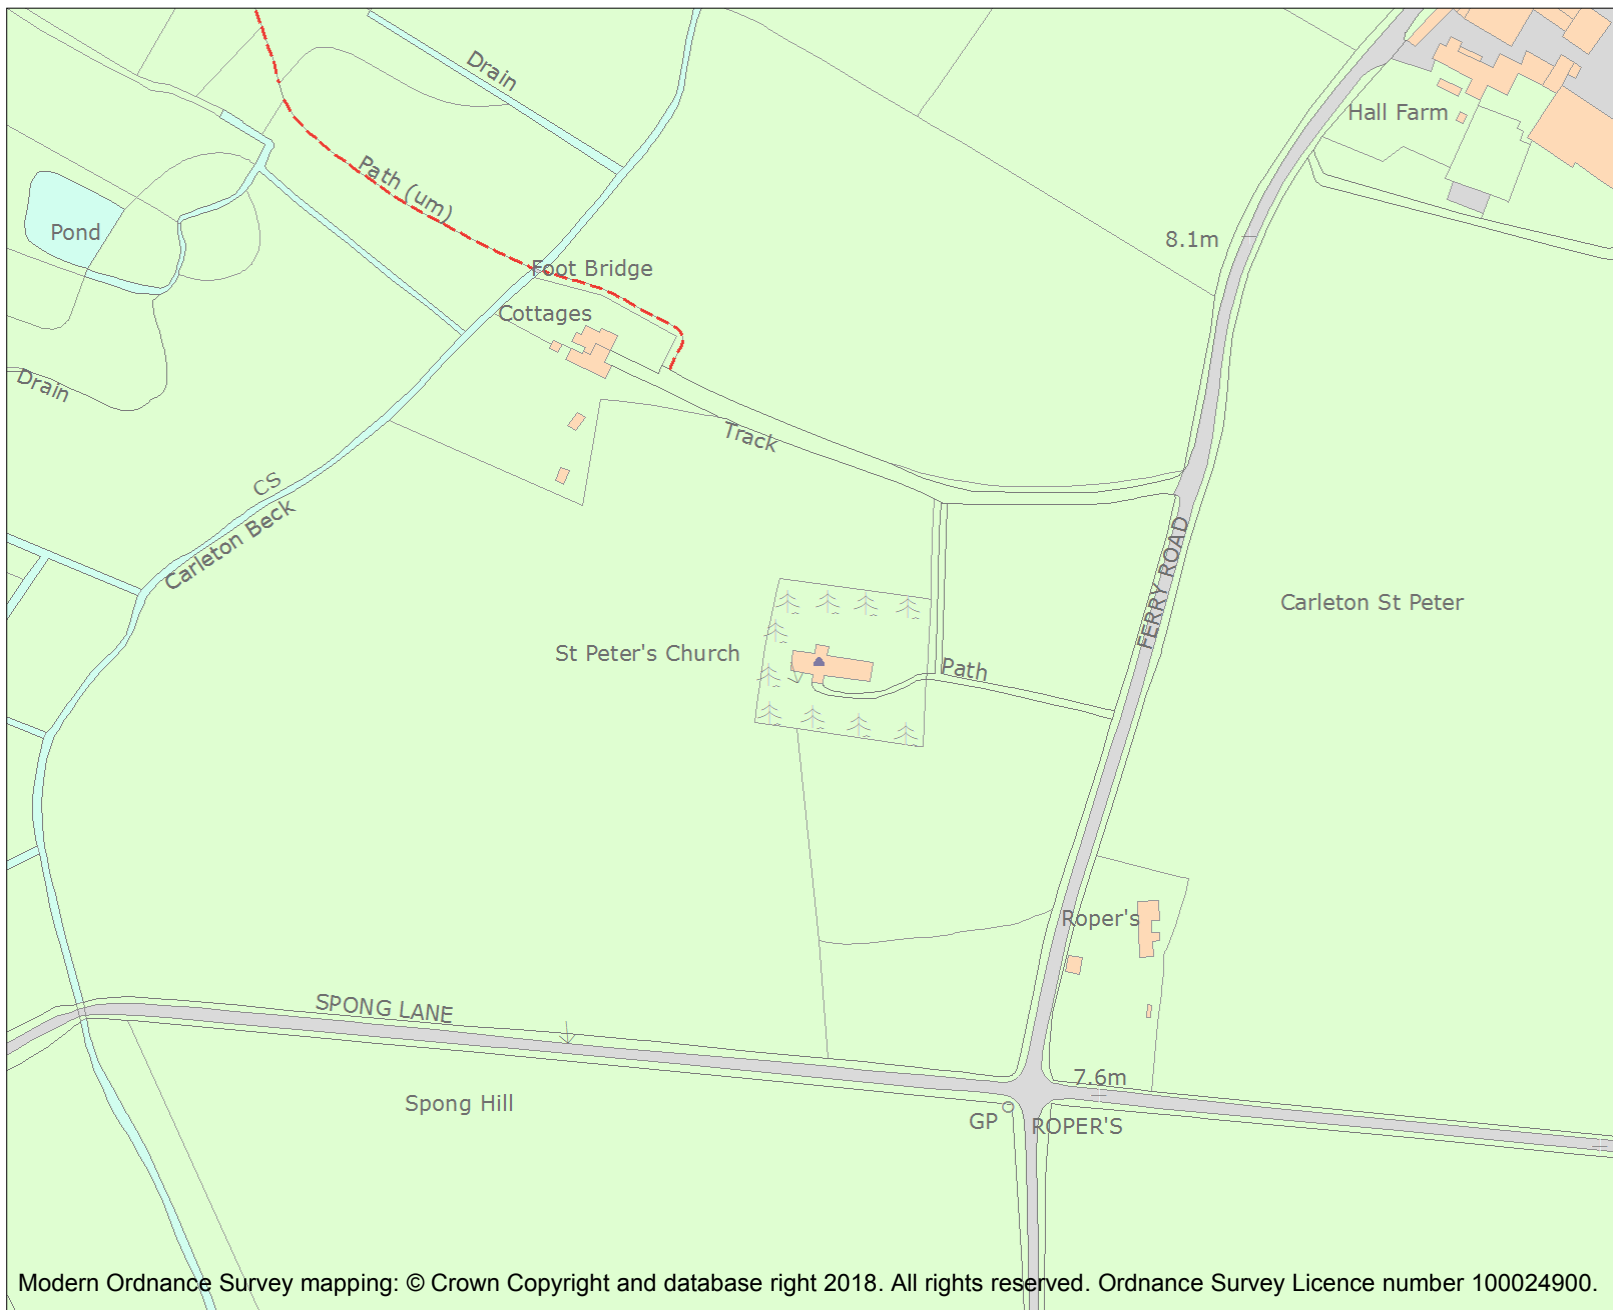 Drain
Hall Farm
Path (um)
Pond
8.1m
Foot Bridge
Cottages
Drain
Track
CS
Carleton Beck
FERRY ROAD
Carleton St Peter
St Peter's Church
Path
Roper's
SPONG LANE
7.6m
Spong Hill
GP
ROPER'S
Modern Ordnance Survey mapping: © Crown Copyright and database right 2018. All rights reserved. Ordnance Survey Licence number 100024900.